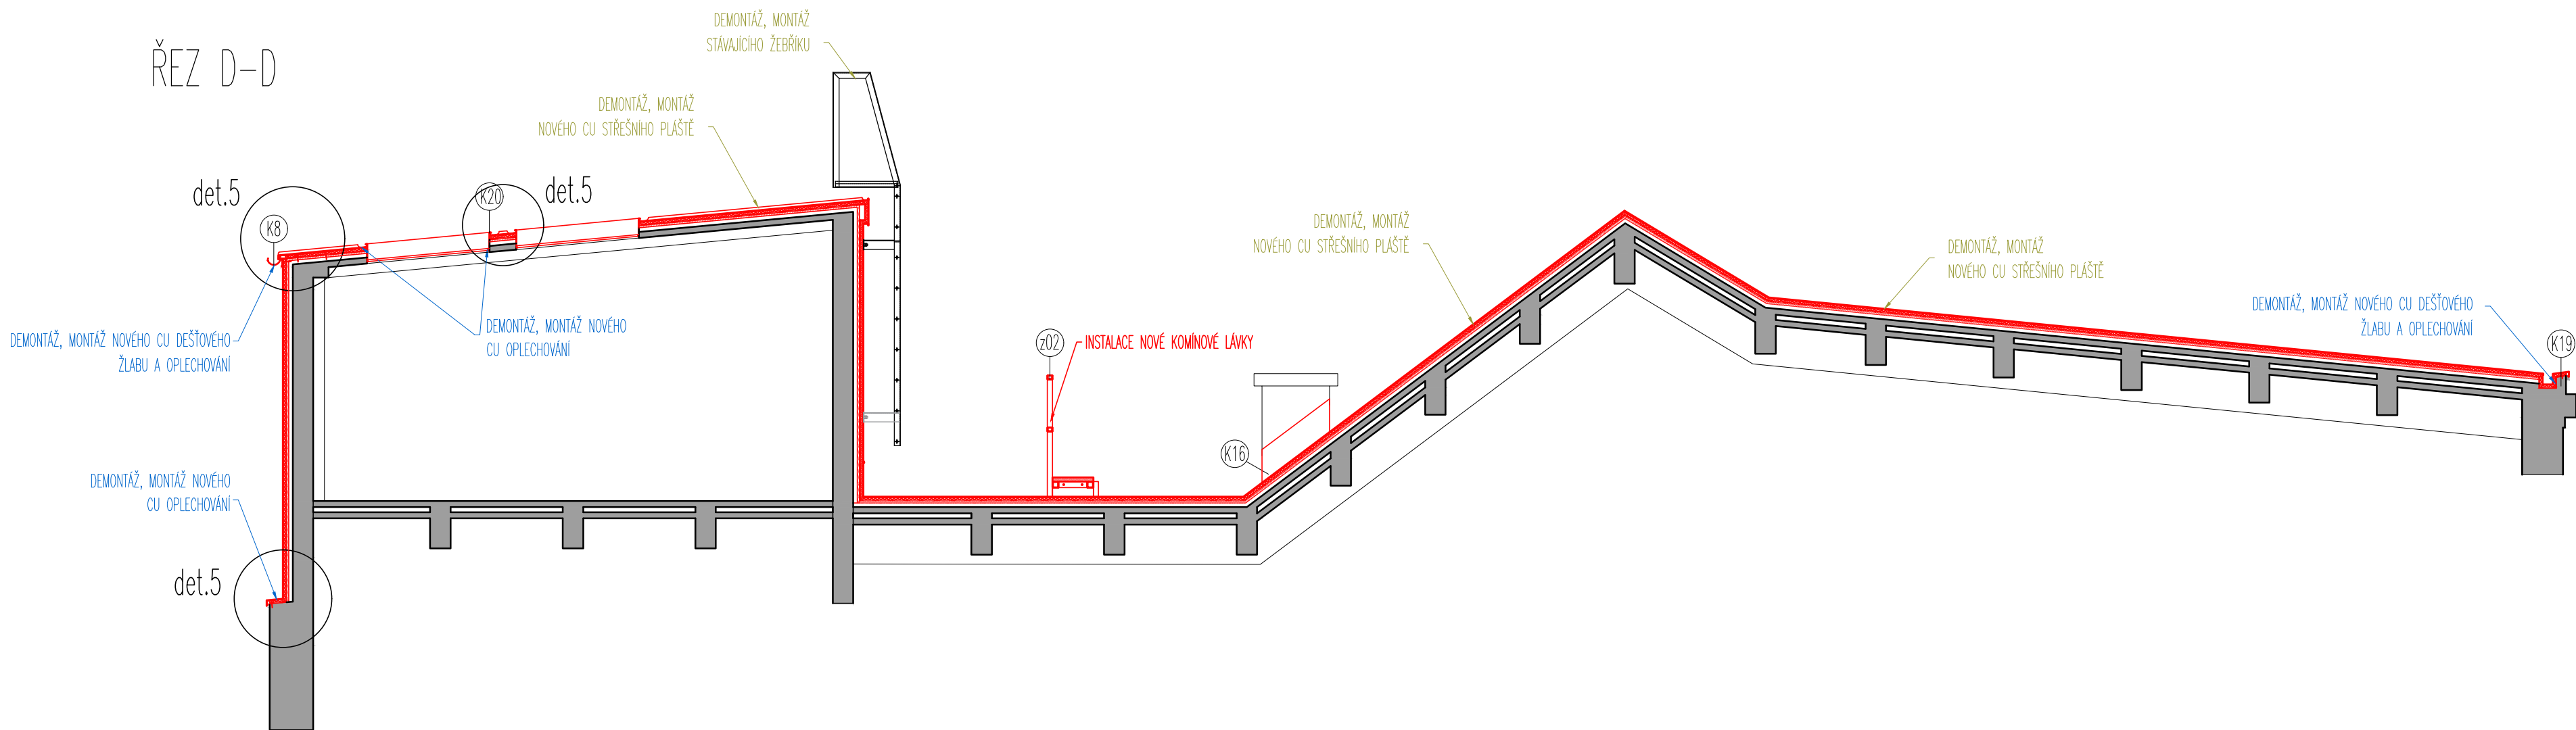 ŘEZ D-D
DEMONTÁŽ, MONTÁŽ
STÁVAJÍCÍHO ŽEBŘÍKU
DEMONTÁŽ, MONTÁŽ
NOVÉHO CU STŘEŠNÍHO PLÁŠTĚ
det.5
K8
K20
det.5
DEMONTÁŽ, MONTÁŽ NOVÉHO CU DEŠŤOVÉHO
ŽLABU A OPLECHOVÁNÍ
DEMONTÁŽ, MONTÁŽ NOVÉHO
CU OPLECHOVÁNÍ
DEMONTÁŽ, MONTÁŽ NOVÉHO
CU OPLECHOVÁNÍ
det.5
z02
INSTALACE NOVÉ KOMÍNOVÉ LÁVKY
K16
DEMONTÁŽ, MONTÁŽ
NOVÉHO CU STŘEŠNÍHO PLÁŠTĚ
DEMONTÁŽ, MONTÁŽ
NOVÉHO CU STŘEŠNÍHO PLÁŠTĚ
DEMONTÁŽ, MONTÁŽ NOVÉHO CU DEŠŤOVÉHO
ŽLABU A OPLECHOVÁNÍ
K19